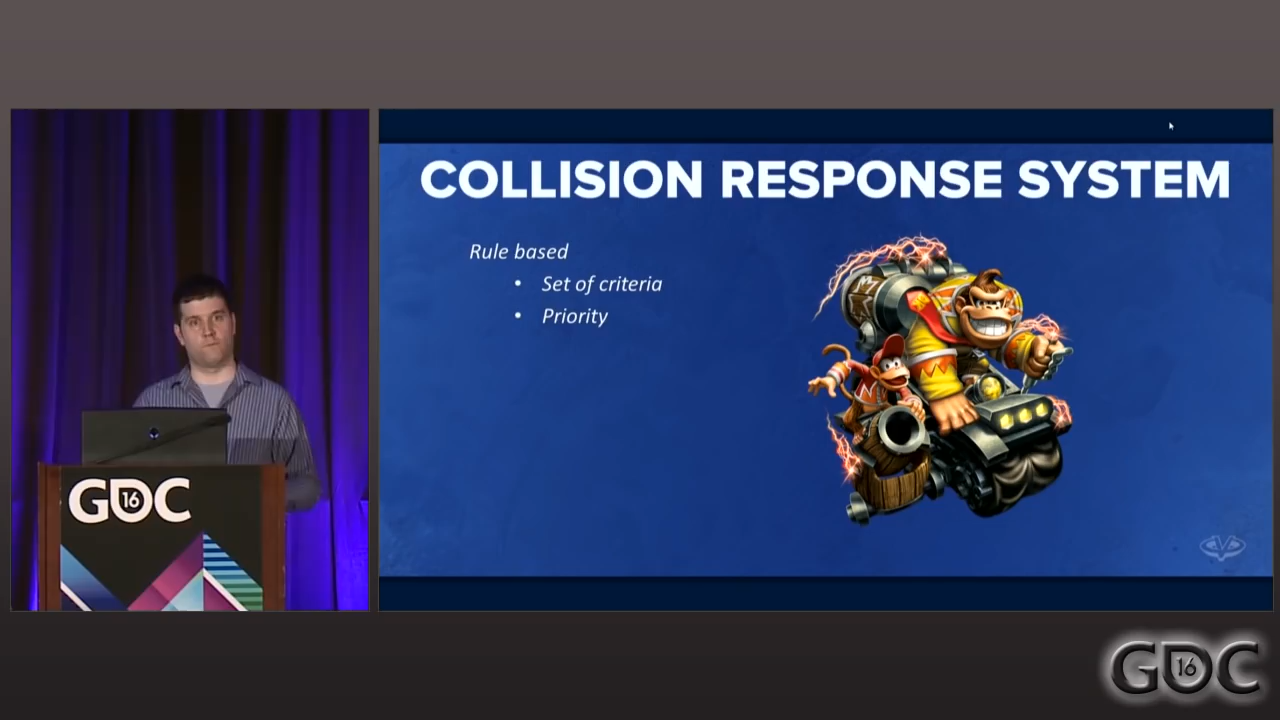 COLLISION RESPONSE SYSTEM
Rule based
• Set of criteria
• Priority
GDC 16
GDC 16